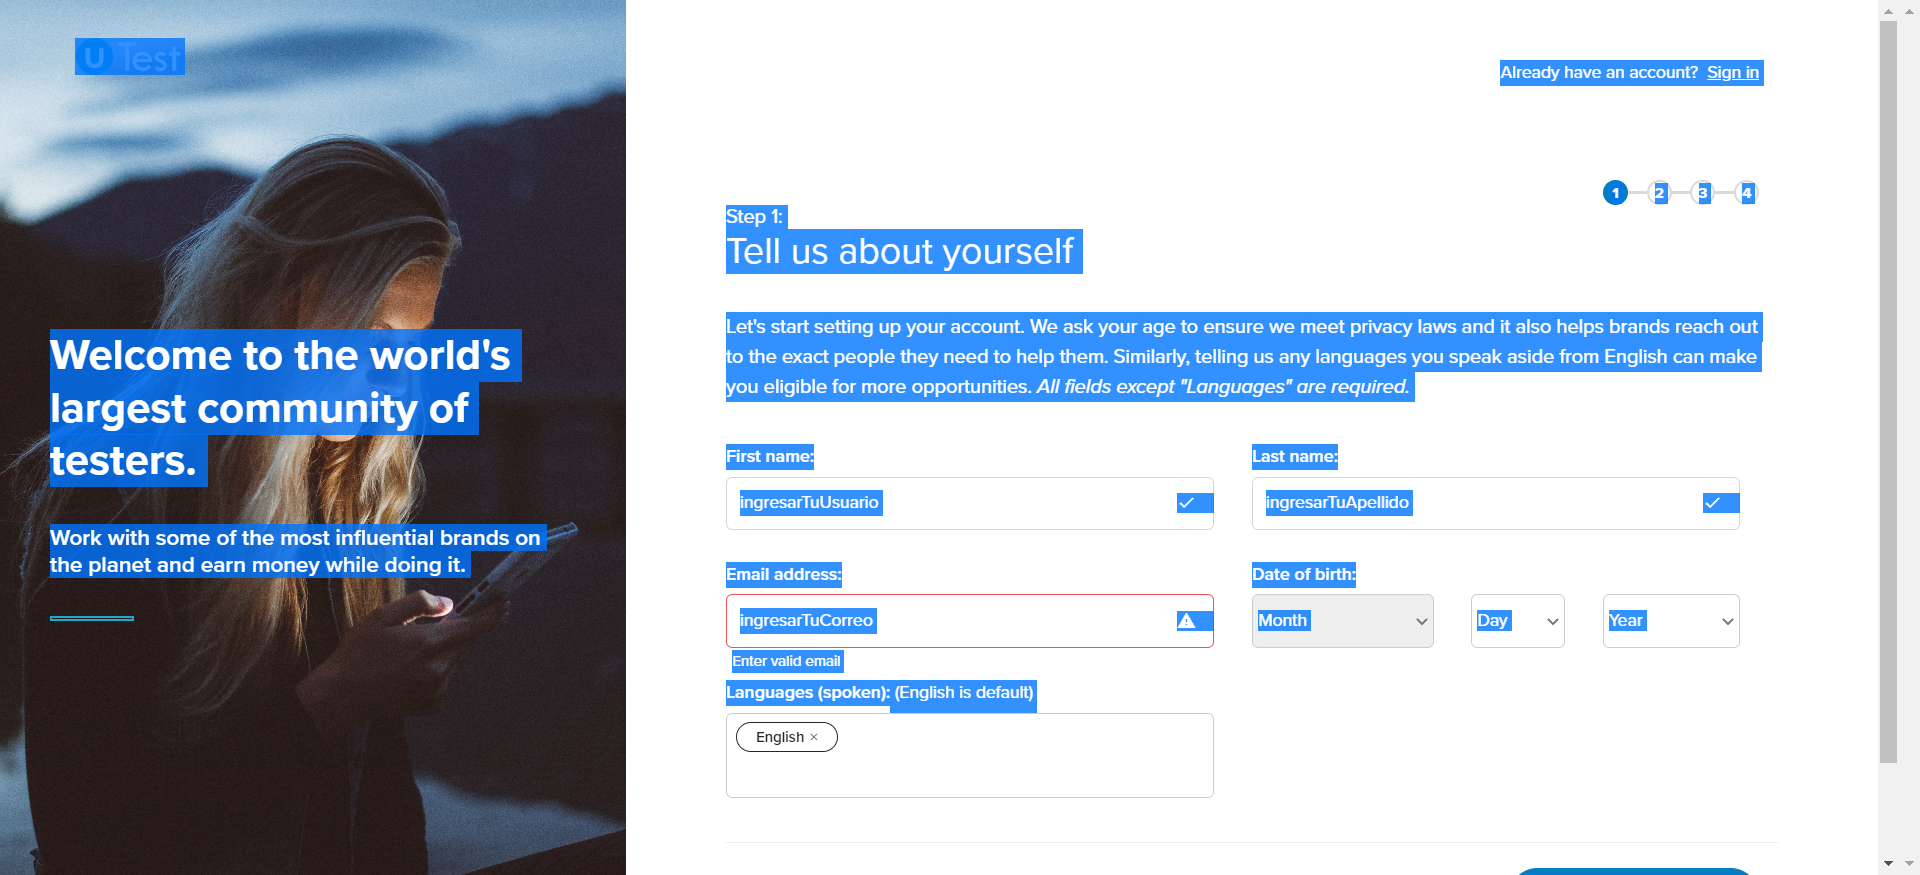 U Test
Already have an account? Sign in
1 2 3 4
Step 1:
Tell us about yourself
Let's start setting up your account. We ask your age to ensure we meet privacy laws and it also helps brands reach out
to the exact people they need to help them. Similarly, telling us any languages you speak aside from English can make
you eligible for more opportunities. All fields except "Languages" are required.
Welcome to the world's
largest community of
testers.
Work with some of the most influential brands on
the planet and earn money while doing it.
First name:
ingresarTuUsuario
Last name:
ingresarTuApellido
Email address:
ingresarTuCorreo
Enter valid email
Date of birth:
Month
Day
Year
Languages (spoken): (English is default)
English ×